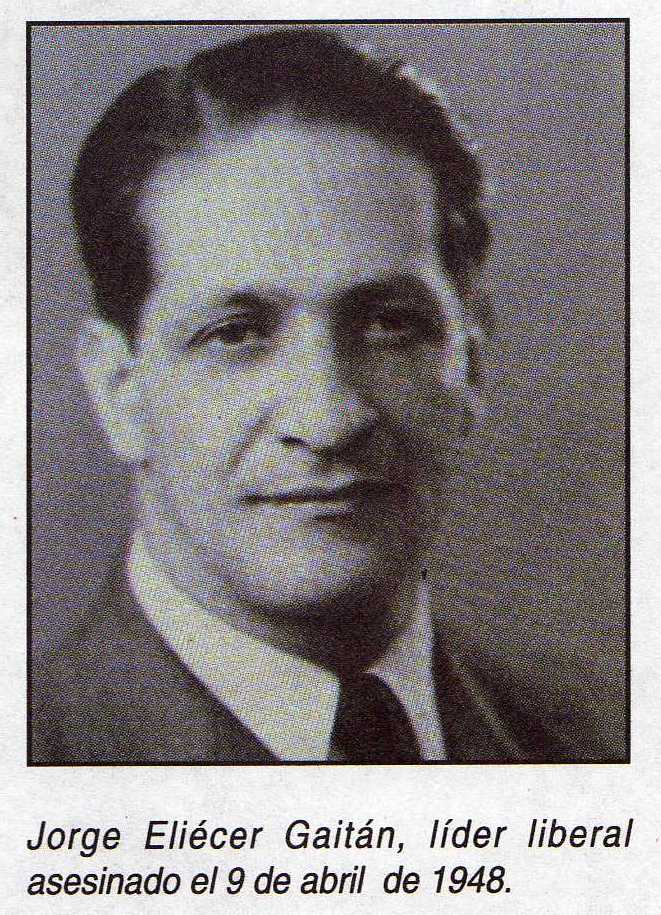 Jorge Eliécer Gaitán, líder liberal
asesinado el 9 de abril de 1948.